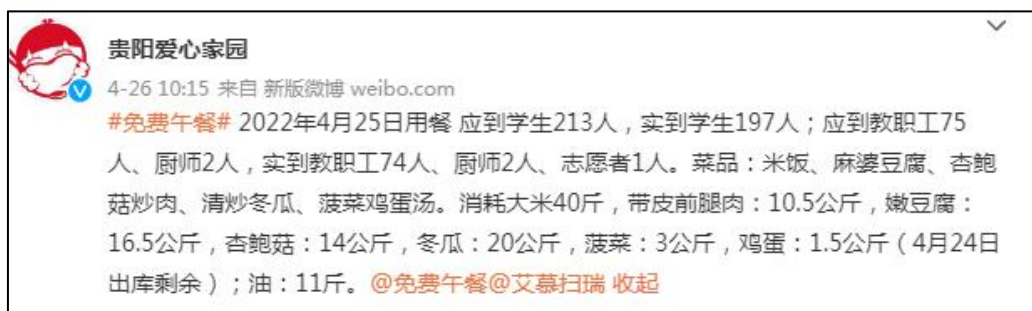 贵阳爱心家园
4-26 10:15 来自 新版微博 weibo.com
#免费午餐# 2022年4月25日用餐 应到学生213人，实到学生197人；应到教职工75
人、厨师2人，实到教职工74人、厨师2人、志愿者1人。菜品：米饭、麻婆豆腐、杏鲍
菇炒肉、清炒冬瓜、菠菜鸡蛋汤。消耗大米40斤，带皮前腿肉：10.5公斤，嫩豆腐：
16.5公斤，杏鲍菇：14公斤，冬瓜：20公斤，菠菜：3公斤，鸡蛋：1.5公斤（4月24日
出库剩余）；油：11斤。@免费午餐@艾慕扫瑞 收起